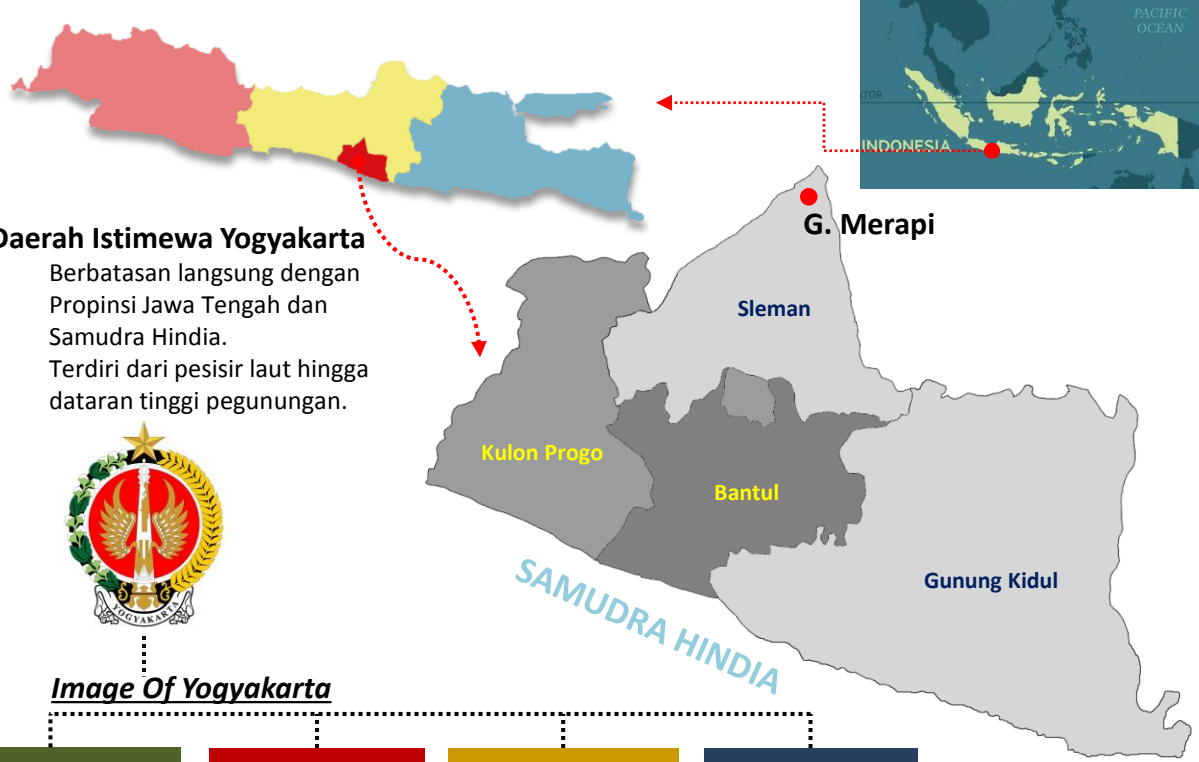 PACIFIC
OCEAN
INDONESIA
G. Merapi
Daerah Istimewa Yogyakarta
Berbatasan langsung dengan
Propinsi Jawa Tengah dan
Samudra Hindia.
Terdiri dari pesisir laut hingga
dataran tinggi pegunungan.
Sleman
Kulon Progo
Bantul
Gunung Kidul
SAMUDRA HINDIA
YOGYAKARTA
Image Of Yogyakarta